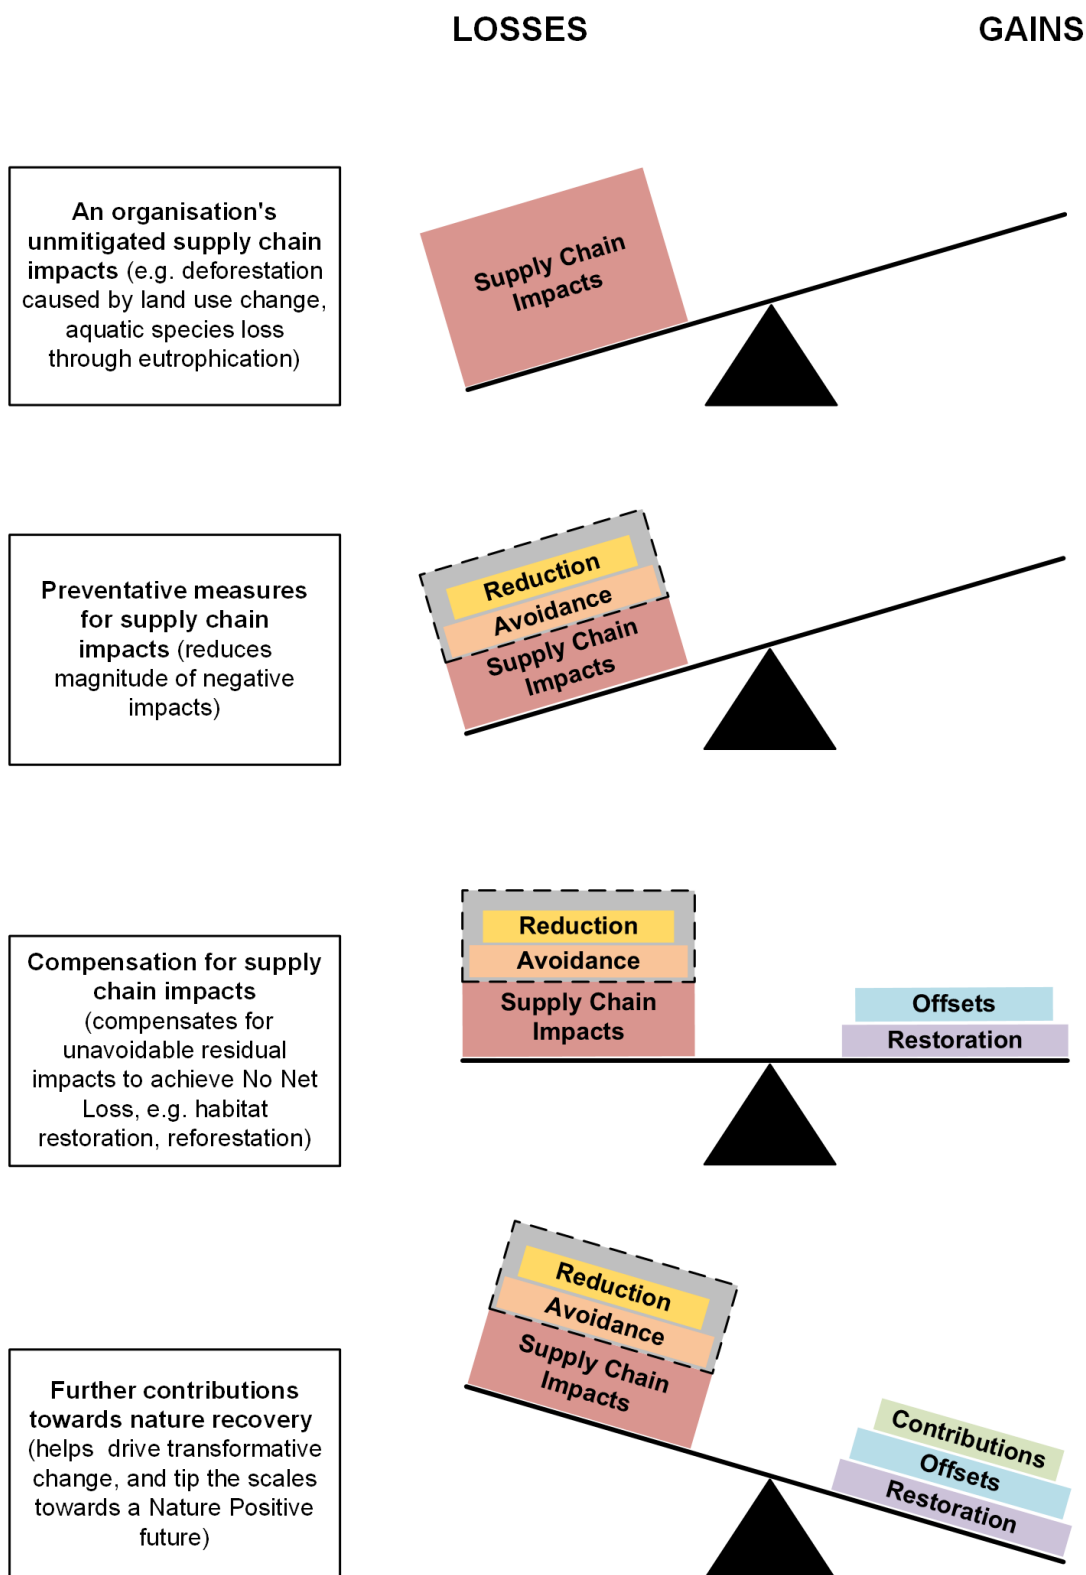 LOSSES GAINS
An organisation's
unmitigated supply chain
impacts (e.g. deforestation
caused by land use change,
aquatic species loss
through eutrophication)
Supply Chain
Impacts
Preventative measures
for supply chain
impacts (reduces
magnitude of negative
impacts)
Reduction
Avoidance
Supply Chain
Impacts
Compensation for supply
chain impacts
(compensates for
unavoidable residual
impacts to achieve No Net
Loss, e.g. habitat
restoration, reforestation)
Reduction
Avoidance
Supply Chain
Impacts
Offsets
Restoration
Further contributions
towards nature recovery
(helps drive transformative
change, and tip the scales
towards a Nature Positive
future)
Reduction
Avoidance
Supply Chain
Impacts
Contributions
Offsets
Restoration